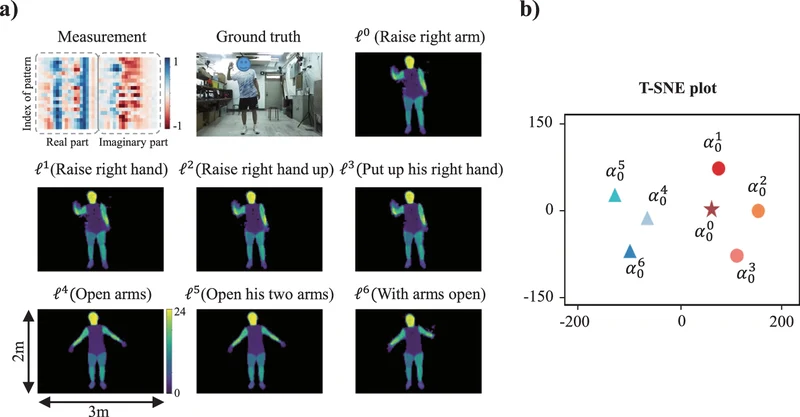 a)
Measurement
Ground truth
ℓ⁰ (Raise right arm)
Index of pattern
1
-1
Real part
Imaginary part
ℓ¹(Raise right hand)
ℓ²(Raise right hand up)
ℓ³(Put up his right hand)
ℓ⁴(Open arms)
ℓ⁵(Open his two arms)
ℓ⁶(With arms open)
24
0
2m
3m
b)
T-SNE plot
150
0
-150
-200
0
200
α₀¹
α₀⁵
α₀⁴
α₀²
α₀⁰
α₀⁶
α₀³